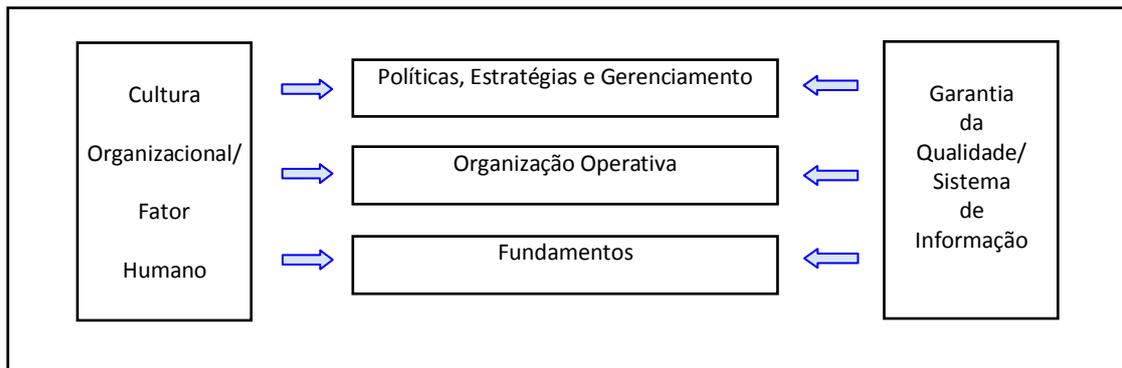 Cultura
Organizacional/
Fator
Humano
Políticas, Estratégias e Gerenciamento
Organização Operativa
Fundamentos
Garantia
da
Qualidade/
Sistema
de
Informação